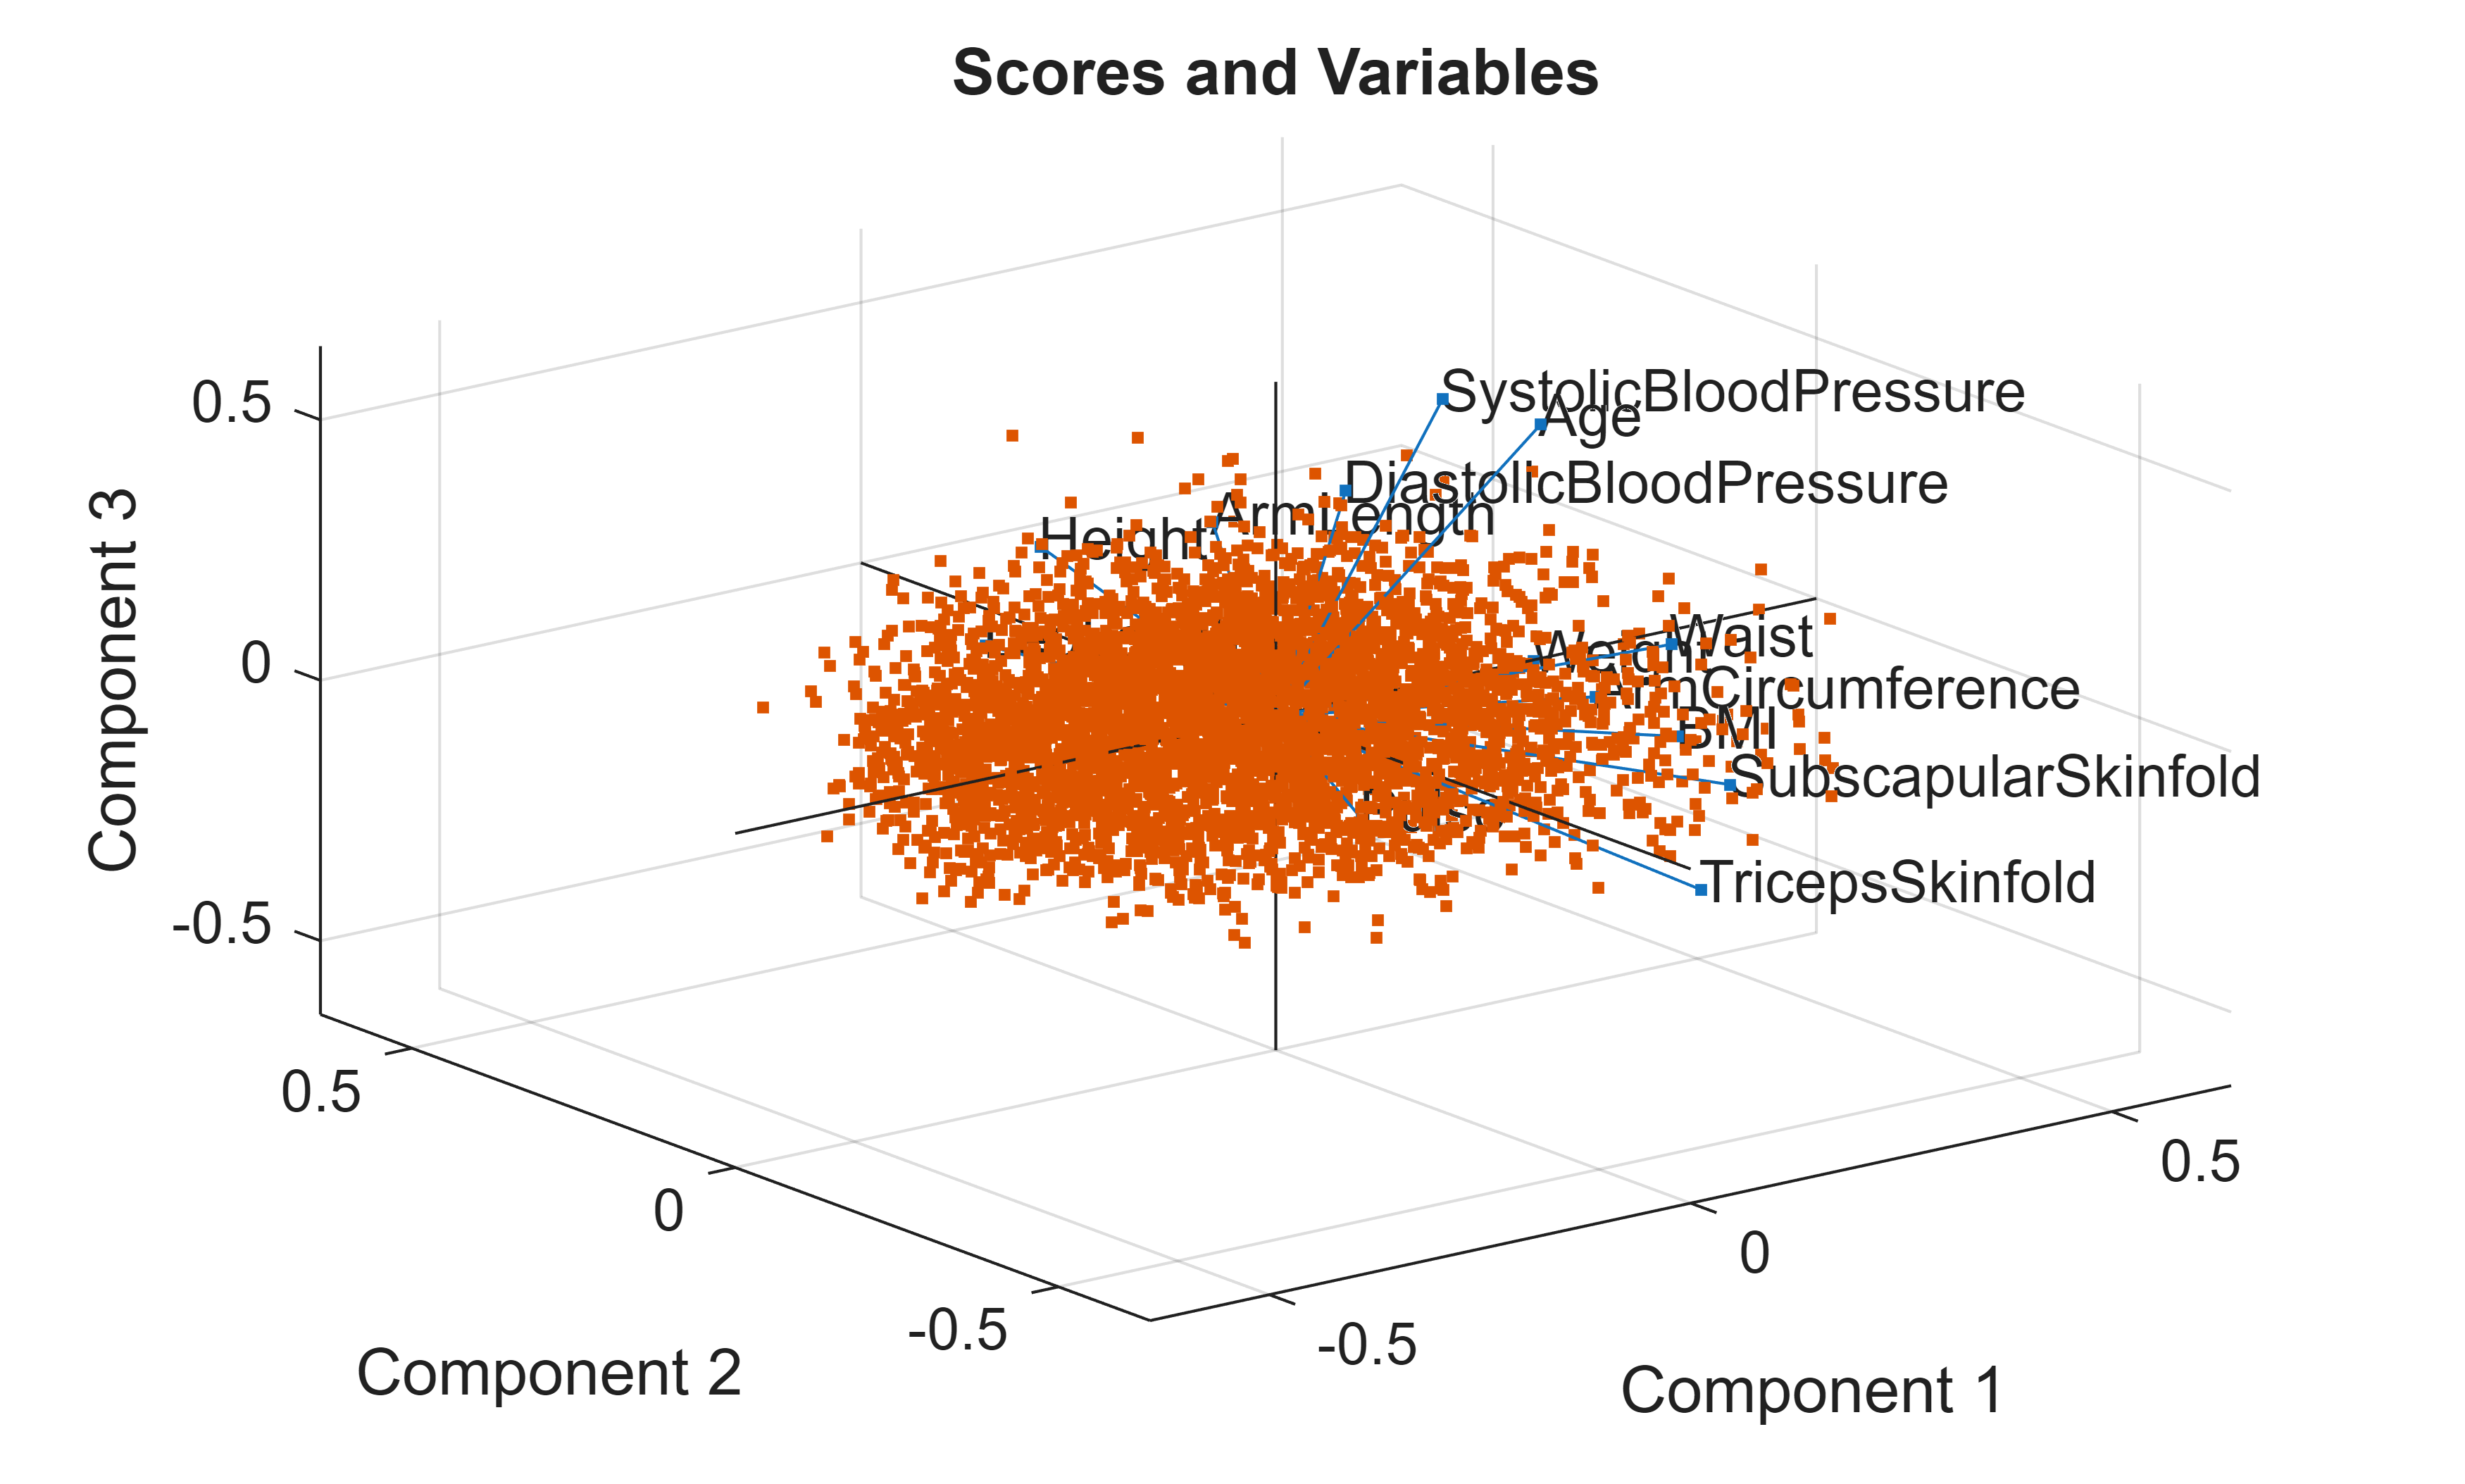 Scores and Variables
SystolicBloodPressure
Age
DiastolicBloodPressure
ArmLength
Height
Waist
Weight
ArmCircumference
BMI
SubscapularSkinfold
TricepsSkinfold
Component 3
0.5
0
-0.5
Component 2
0.5
0
-0.5
Component 1
-0.5
0
0.5